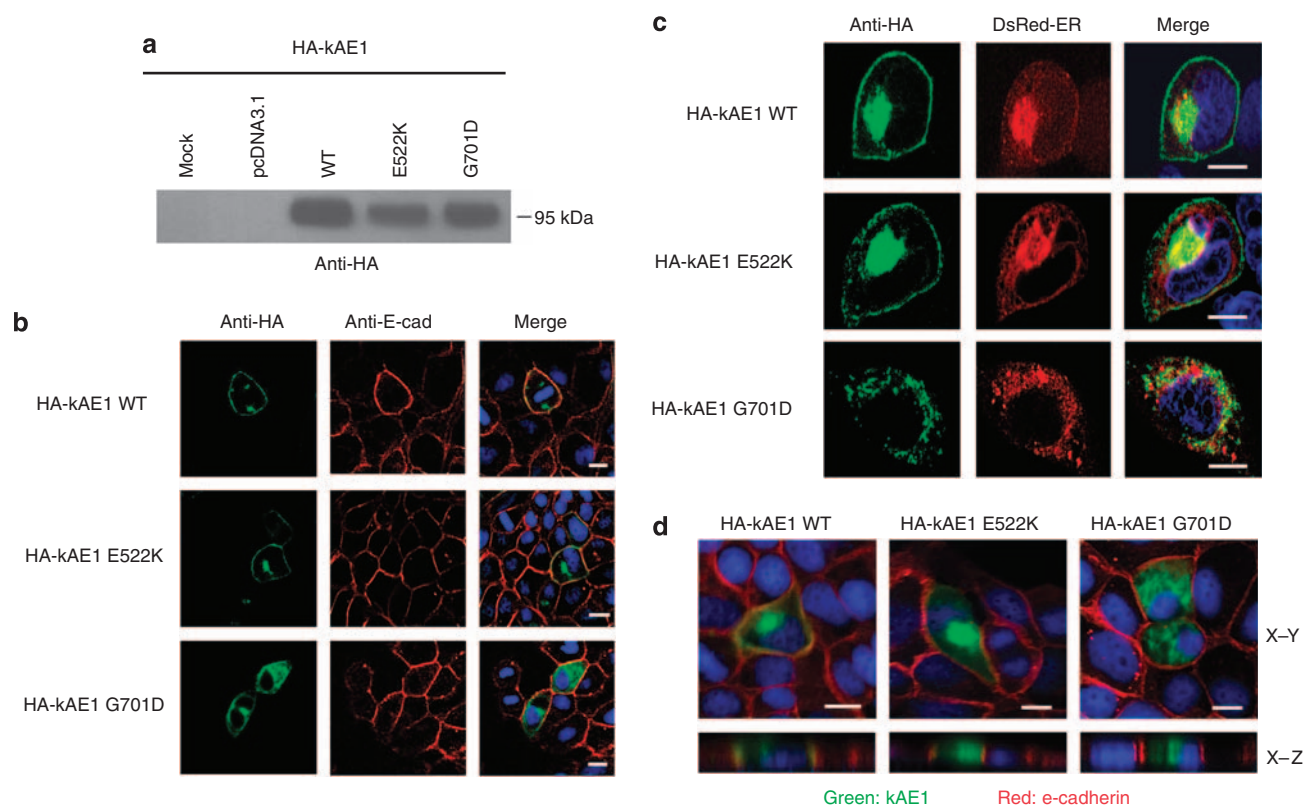 a
HA-kAE1
Mock
pcDNA3.1
WT
E522K
G701D
95 kDa
Anti-HA
b
Anti-HA Anti-E-cad Merge
HA-kAE1 WT
HA-kAE1 E522K
HA-kAE1 G701D
c
Anti-HA DsRed-ER Merge
HA-kAE1 WT
HA-kAE1 E522K
HA-kAE1 G701D
d
HA-kAE1 WT HA-kAE1 E522K HA-kAE1 G701D
X–Y
X–Z
Green: kAE1 Red: e-cadherin